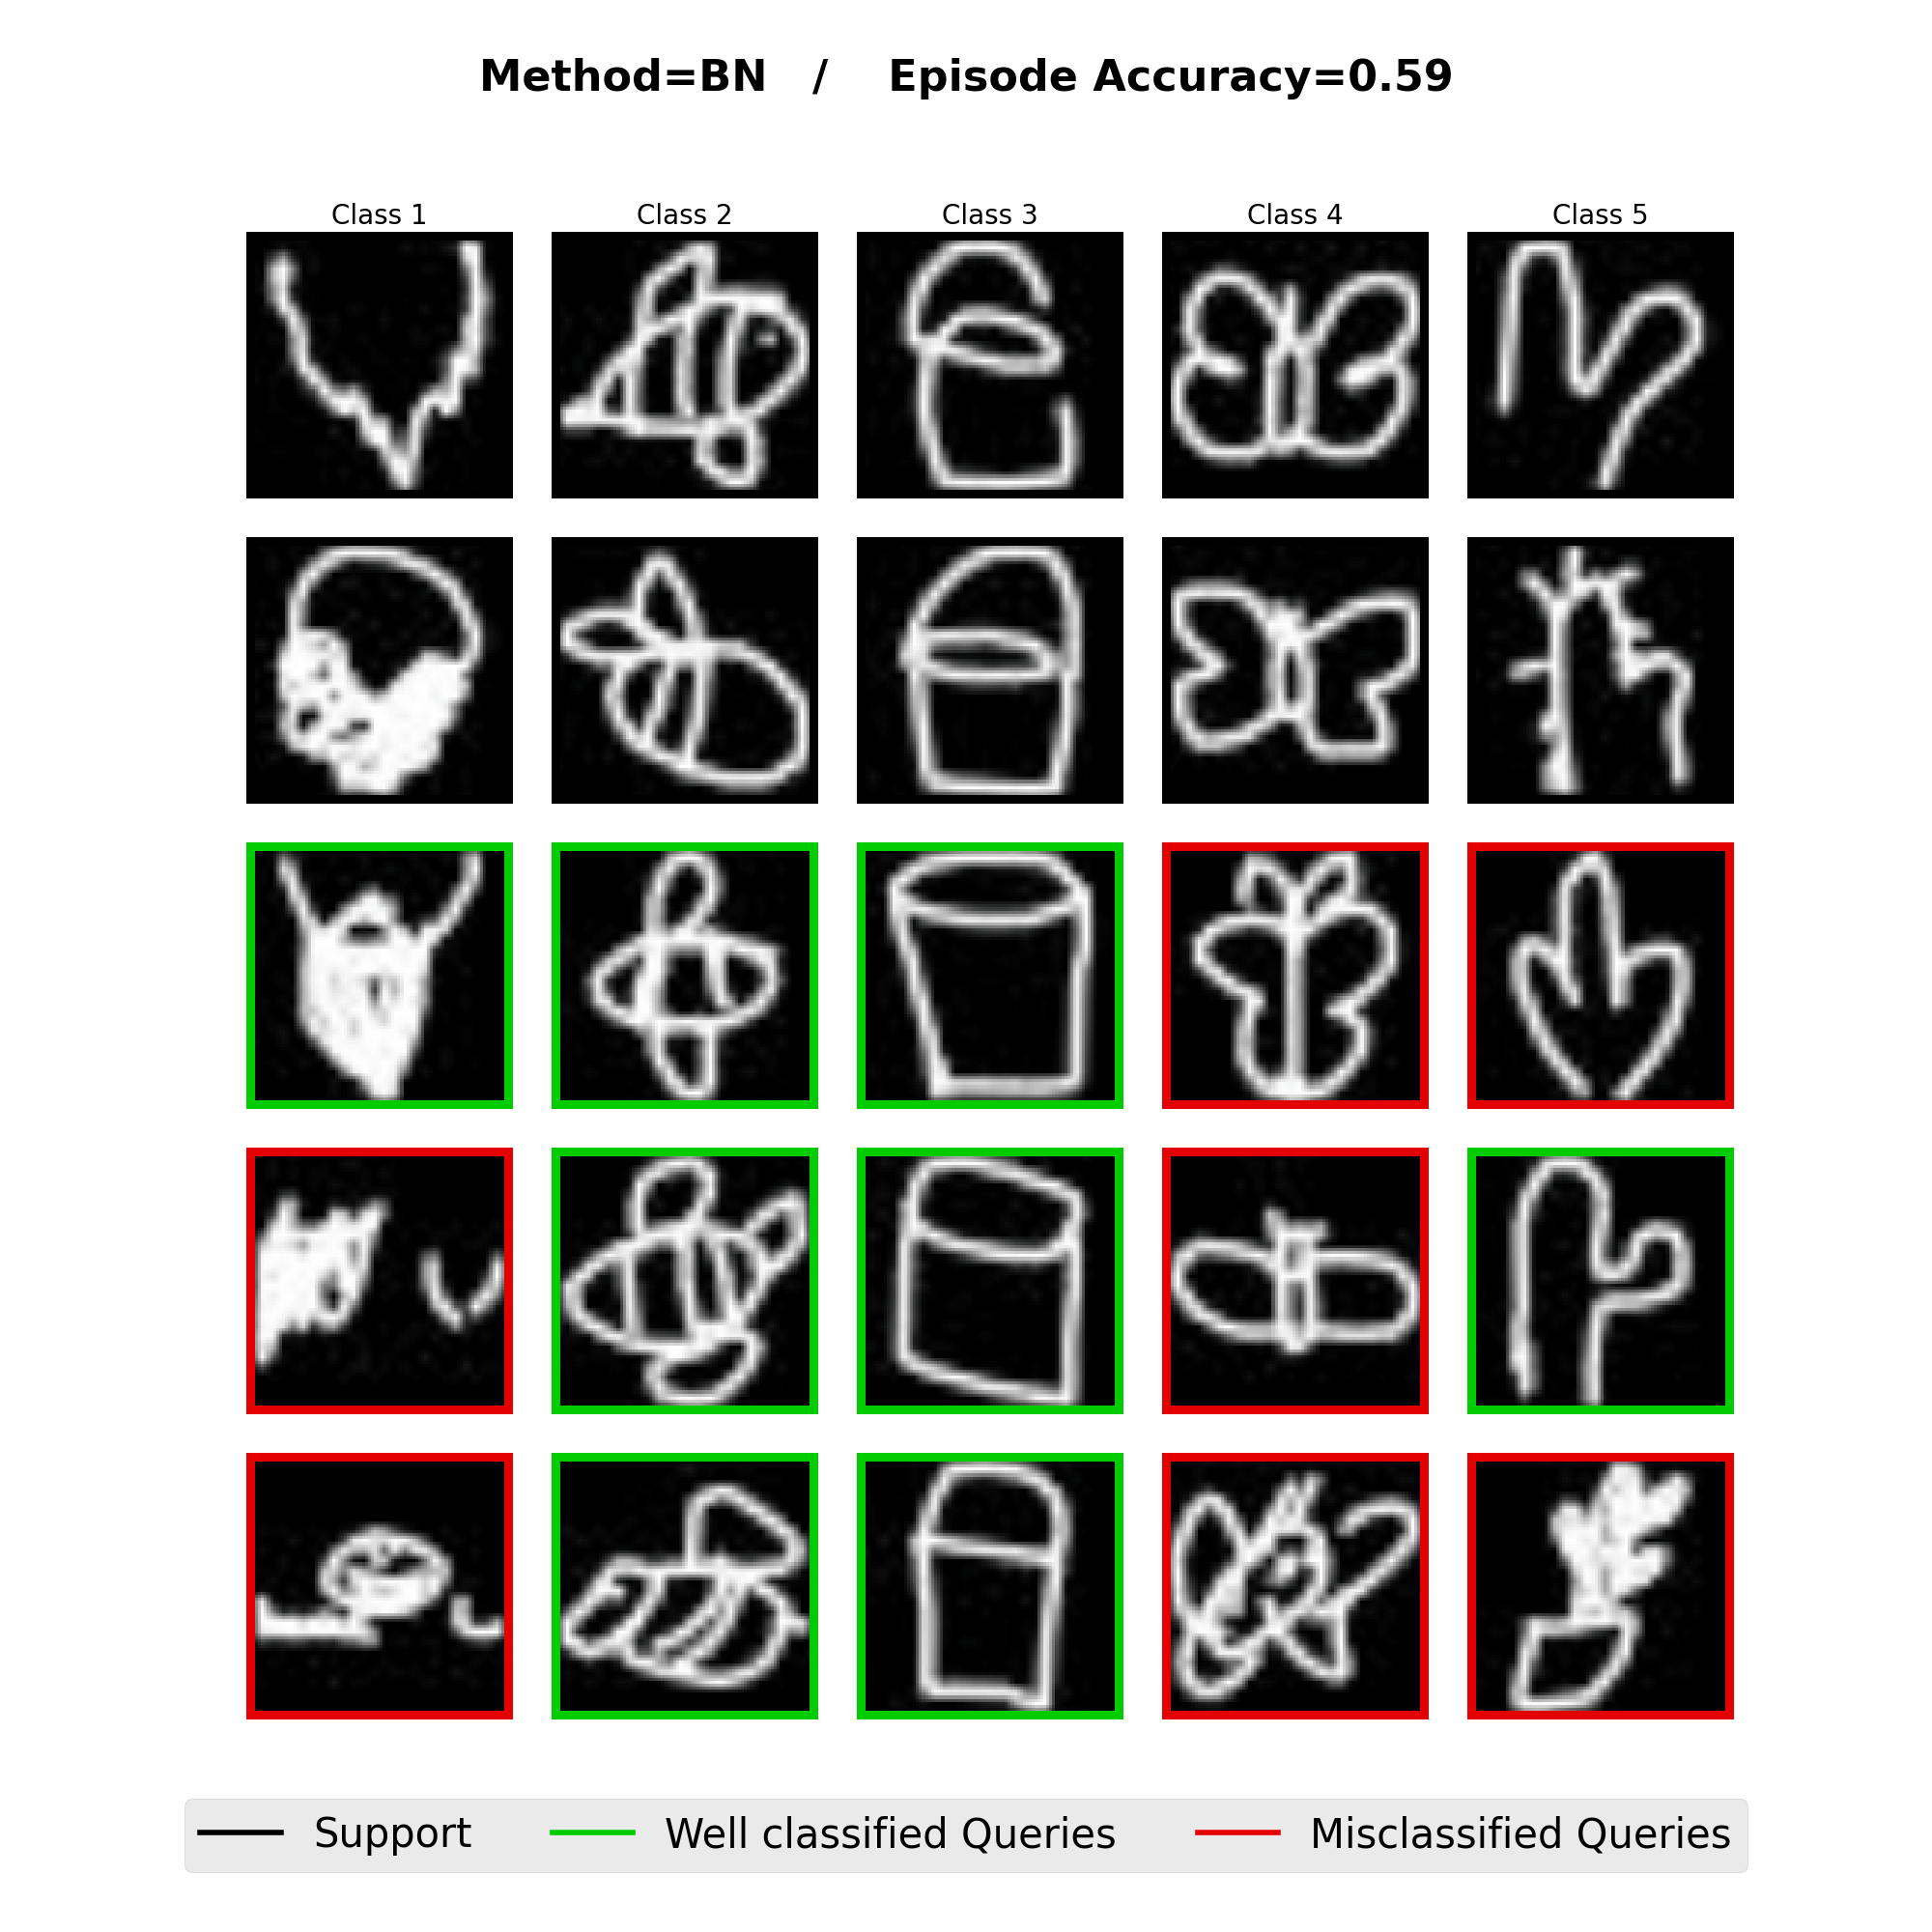 Method=BN / Episode Accuracy=0.59
Class 1 Class 2 Class 3 Class 4 Class 5
Support Well classified Queries Misclassified Queries